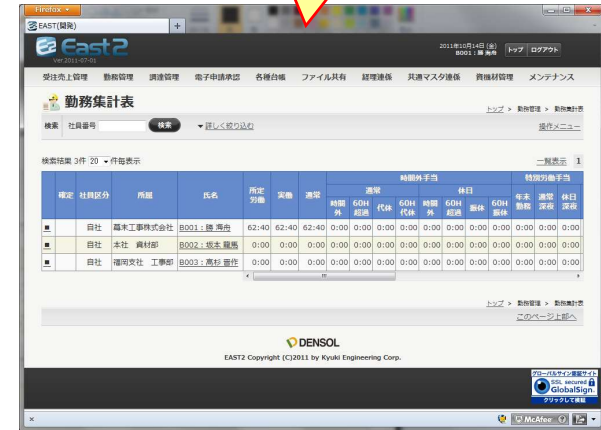 Firefox
EAST(開発)
East2
Ver.2011-07-01
2011年10月14日 (金)
B001 : 勝 海舟
トップ ログアウト
受注売上管理 勤務管理 調達管理 電子申請承認 各種台帳 ファイル共有 経理連係 共通マスタ連係 資機材管理 メンテナンス
勤務集計表
トップ > 勤務管理 > 勤務集計表
検索 社員番号 検索 ▼詳しく絞り込む
操作メニュー
検索結果 3件 20 件毎表示
一覧表示 1
時間外手当 特別労働手当
通常 休日
確定 社員区分 所属 氏名 所定労働 実働 通常 時間外 60H超過 代休 60H代休 時間外 60H超過 振休 60H振休 年末勤務 通常深夜 休日深夜
自社 幕末工事株式会社 B001:勝 海舟 62:40 62:40 62:40 0:00 0:00 0:00 0:00 0:00 0:00 0:00 0:00 0:00 0:00 0:00
自社 本社 資材部 B002:坂本 龍馬 0:00 0:00 0:00 0:00 0:00 0:00 0:00 0:00 0:00 0:00 0:00 0:00 0:00 0:00
自社 福岡支社 工事部 B003:高杉 晋作 0:00 0:00 0:00 0:00 0:00 0:00 0:00 0:00 0:00 0:00 0:00 0:00 0:00 0:00
トップ > 勤務管理 > 勤務集計表
このページ上部へ
DENSOL
EAST2 Copyright (C)2011 by Kyuki Engineering Corp.
グローバルサイン認証サイト
SSL secured
GlobalSign.
クリックして検証
McAfee